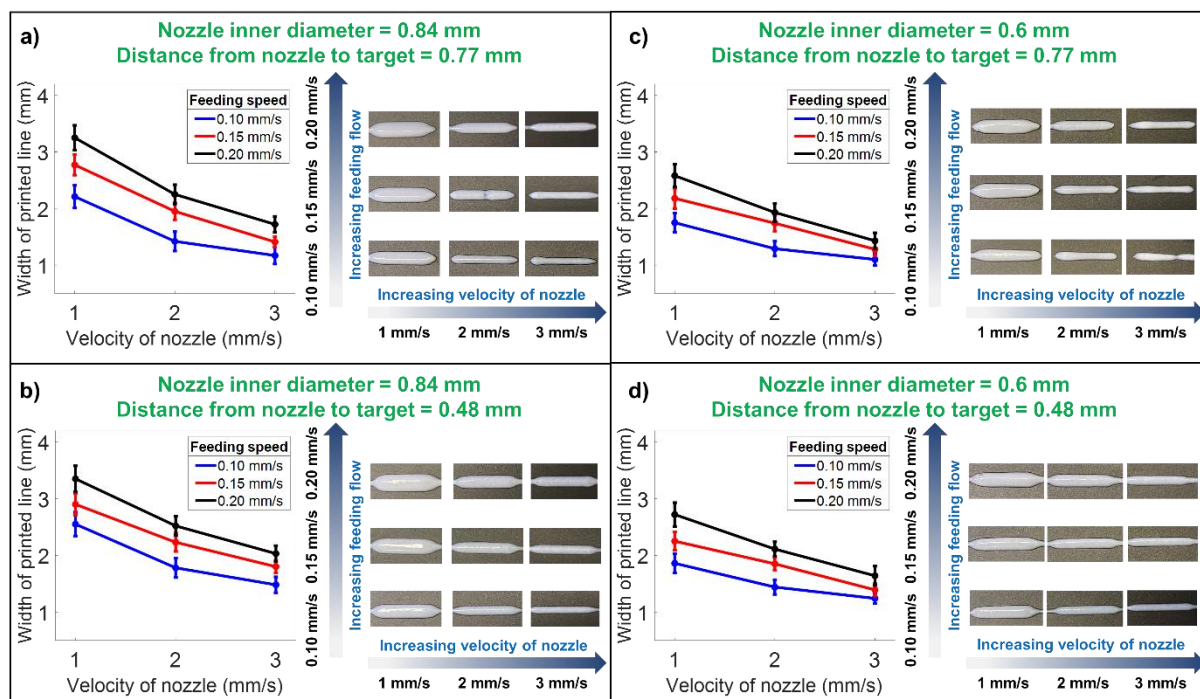 a)
Nozzle inner diameter = 0.84 mm
Distance from nozzle to target = 0.77 mm
Width of printed line (mm)
4
3
2
1
Feeding speed
0.10 mm/s
0.15 mm/s
0.20 mm/s
1 2 3
Velocity of nozzle (mm/s)
0.10 mm/s 0.15 mm/s 0.20 mm/s
Increasing feeding flow
Increasing velocity of nozzle
1 mm/s 2 mm/s 3 mm/s
c)
Nozzle inner diameter = 0.6 mm
Distance from nozzle to target = 0.77 mm
Width of printed line (mm)
4
3
2
1
Feeding speed
0.10 mm/s
0.15 mm/s
0.20 mm/s
1 2 3
Velocity of nozzle (mm/s)
0.10 mm/s 0.15 mm/s 0.20 mm/s
Increasing feeding flow
Increasing velocity of nozzle
1 mm/s 2 mm/s 3 mm/s
b)
Nozzle inner diameter = 0.84 mm
Distance from nozzle to target = 0.48 mm
Width of printed line (mm)
4
3
2
1
Feeding speed
0.10 mm/s
0.15 mm/s
0.20 mm/s
1 2 3
Velocity of nozzle (mm/s)
0.10 mm/s 0.15 mm/s 0.20 mm/s
Increasing feeding flow
Increasing velocity of nozzle
1 mm/s 2 mm/s 3 mm/s
d)
Nozzle inner diameter = 0.6 mm
Distance from nozzle to target = 0.48 mm
Width of printed line (mm)
4
3
2
1
Feeding speed
0.10 mm/s
0.15 mm/s
0.20 mm/s
1 2 3
Velocity of nozzle (mm/s)
0.10 mm/s 0.15 mm/s 0.20 mm/s
Increasing feeding flow
Increasing velocity of nozzle
1 mm/s 2 mm/s 3 mm/s